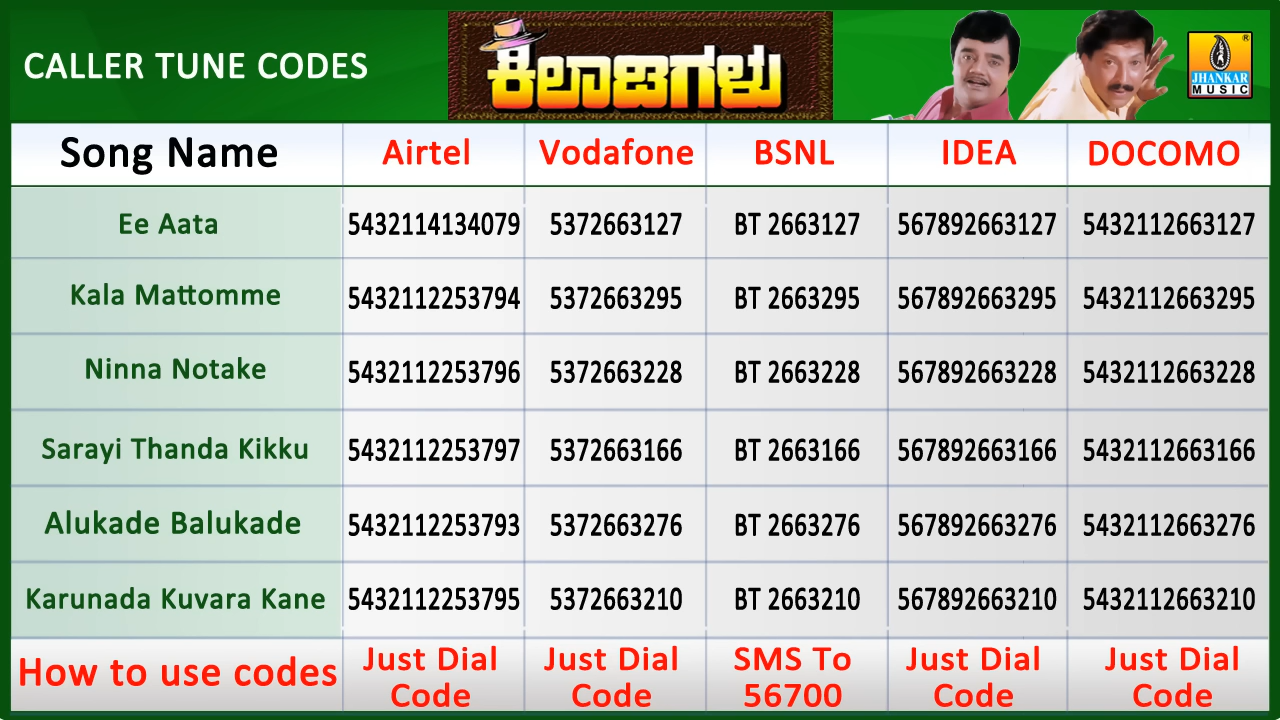 CALLER TUNE CODES
ಕಿಲಾಡಿಗಳು
JHANKAR
MUSIC
®
Song Name Airtel Vodafone BSNL IDEA DOCOMO
Ee Aata 5432114134079 5372663127 BT 2663127 567892663127 5432112663127
Kala Mattomme 5432112253794 5372663295 BT 2663295 567892663295 5432112663295
Ninna Notake 5432112253796 5372663228 BT 2663228 567892663228 5432112663228
Sarayi Thanda Kikku 5432112253797 5372663166 BT 2663166 567892663166 5432112663166
Alukade Balukade 5432112253793 5372663276 BT 2663276 567892663276 5432112663276
Karunada Kuvara Kane 5432112253795 5372663210 BT 2663210 567892663210 5432112663210
How to use codes Just Dial Code Just Dial Code SMS To 56700 Just Dial Code Just Dial Code